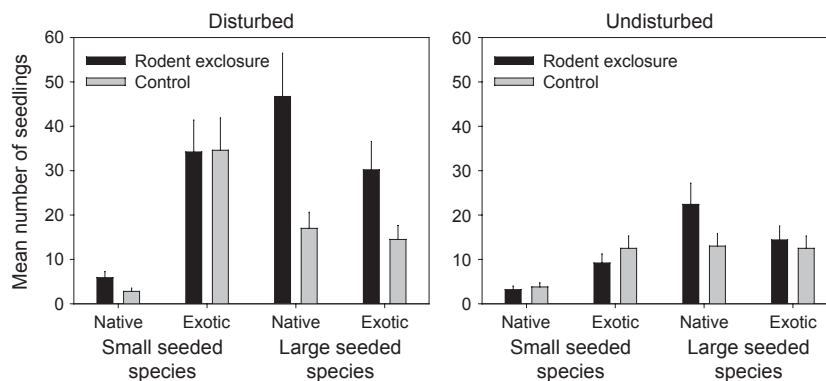 Disturbed
Mean number of seedlings
60
50
40
30
20
10
0
Rodent exclosure
Control
Native
Exotic
Native
Exotic
Small seeded
species
Large seeded
species
Undisturbed
60
50
40
30
20
10
0
Rodent exclosure
Control
Native
Exotic
Native
Exotic
Small seeded
species
Large seeded
species